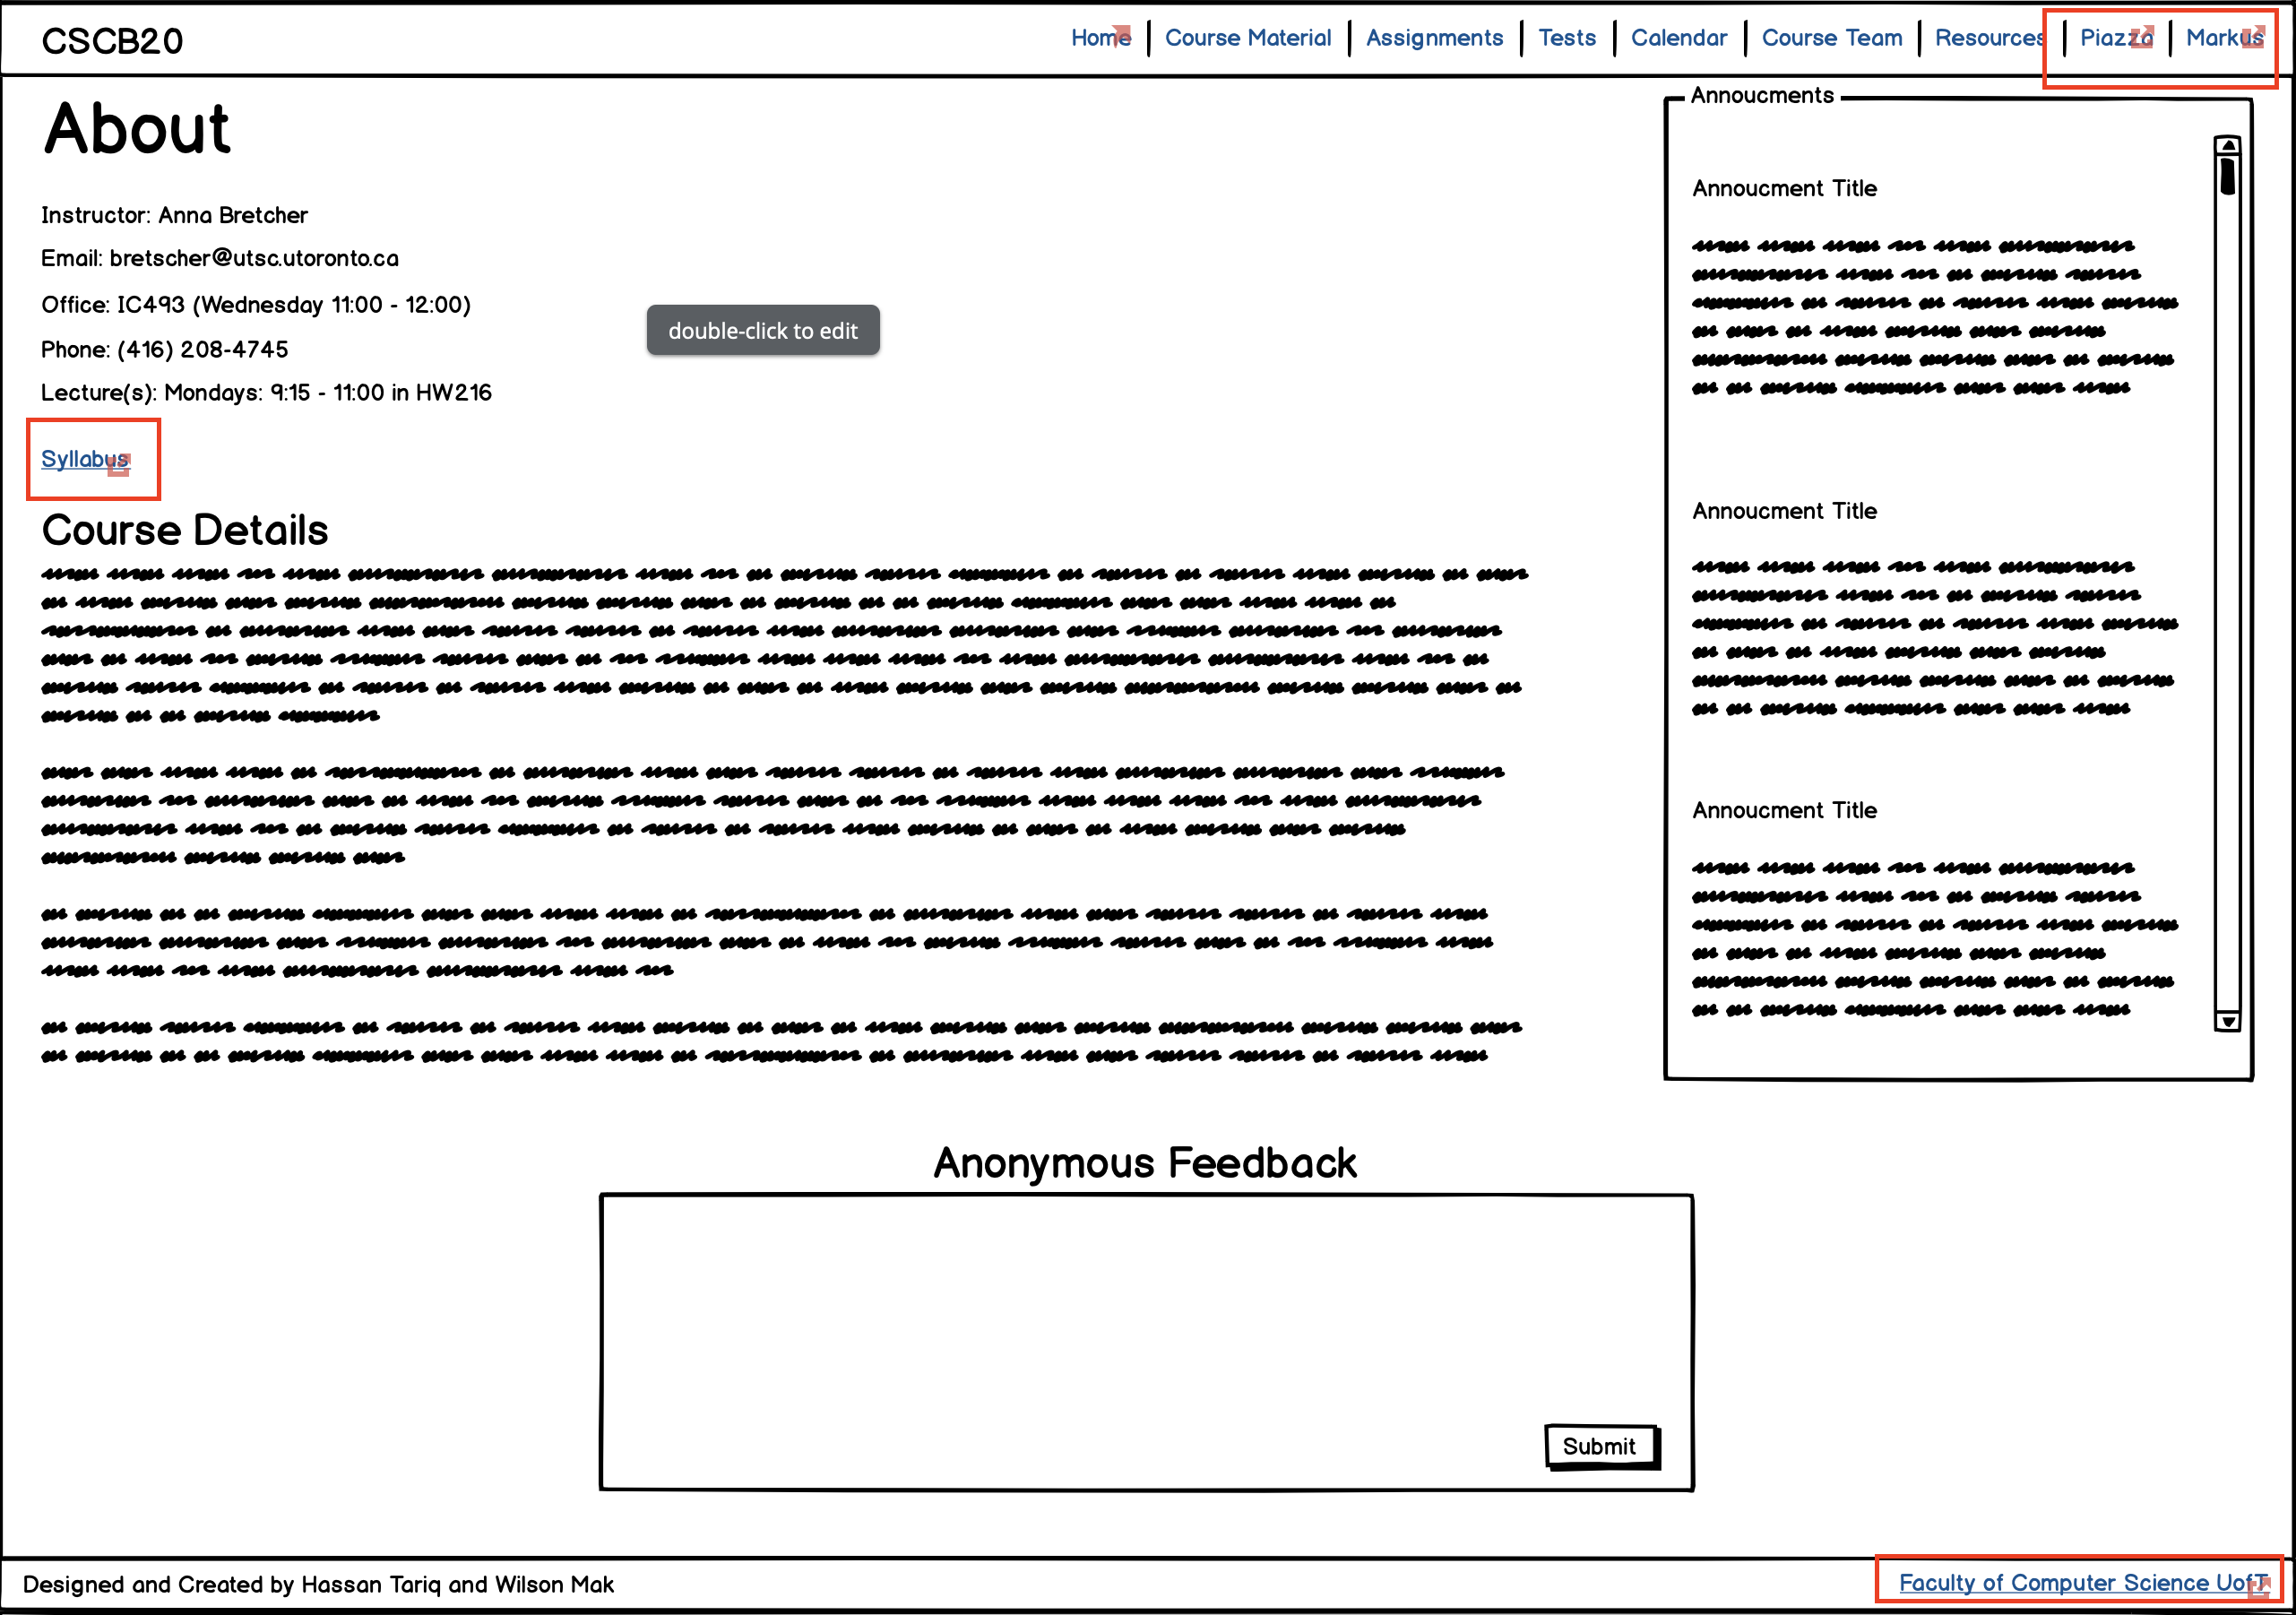 CSCB20
Home Course Material Assignments Tests Calendar Course Team Resources Piazza Markus
About
Instructor: Anna Bretcher
Email: bretscher@utsc.utoronto.ca
Office: IC493 (Wednesday 11:00 - 12:00)
Phone: (416) 208-4745
Lecture(s): Mondays: 9:15 - 11:00 in HW216
double-click to edit
Syllabus
Course Details
Annoucments
Annoucment Title
Annoucment Title
Annoucment Title
Anonymous Feedback
Submit
Designed and Created by Hassan Tariq and Wilson Mak
Faculty of Computer Science UofT